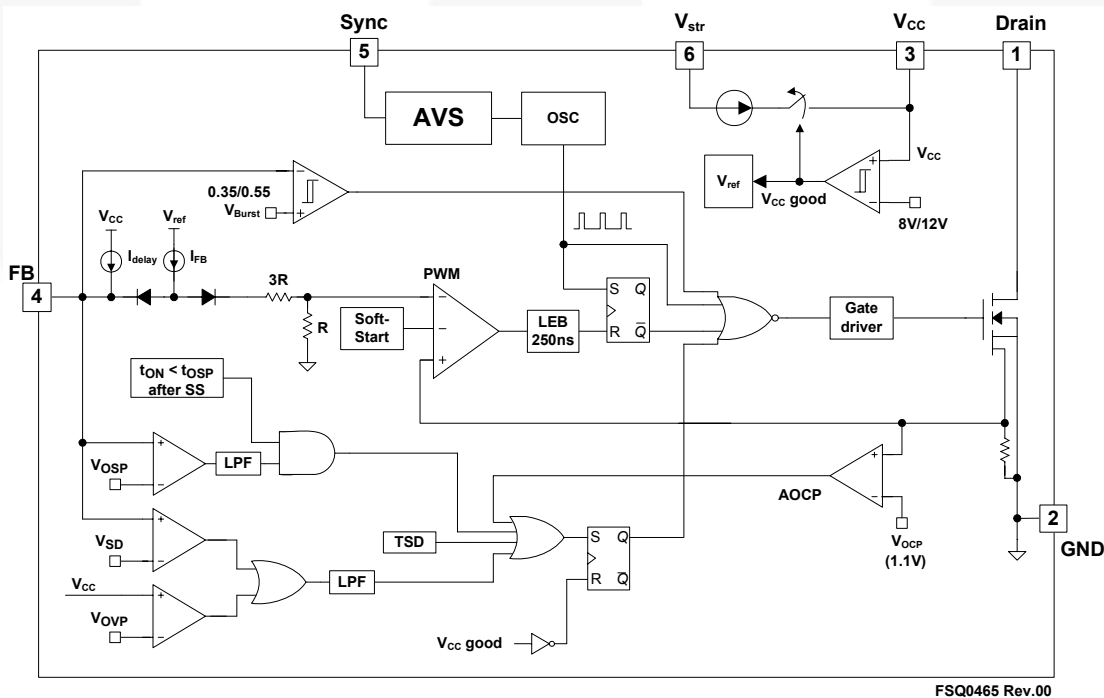 Sync
5
Vstr
6
VCC
3
Drain
1
AVS
OSC
0.35/0.55
VBurst
VCC
Vref
Idelay
IFB
FB
4
3R
R
Soft-
Start
PWM
LEB
250ns
S Q
R Q
Vref
VCC good
VCC
8V/12V
Gate
driver
tON < tOSP
after SS
VOSP
LPF
VSD
VCC
VOVP
LPF
TSD
S Q
R Q
VCC good
AOCP
VOCP
(1.1V)
2
GND
+
−
FSQ0465 Rev.00